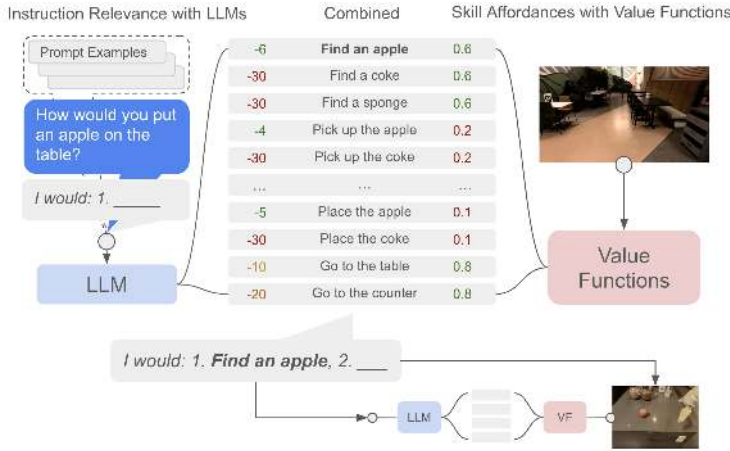 Instruction Relevance with LLMs
Combined
Skill Affordances with Value Functions
Prompt Examples
How would you put
an apple on the
table?
I would: 1. _____
LLM
-6 Find an apple 0.6
-30 Find a coke 0.6
-30 Find a sponge 0.6
-4 Pick up the apple 0.2
-30 Pick up the coke 0.2
... ... ...
-5 Place the apple 0.1
-30 Place the coke 0.1
-10 Go to the table 0.8
-20 Go to the counter 0.8
Value
Functions
I would: 1. Find an apple, 2. ___
LLM
VF